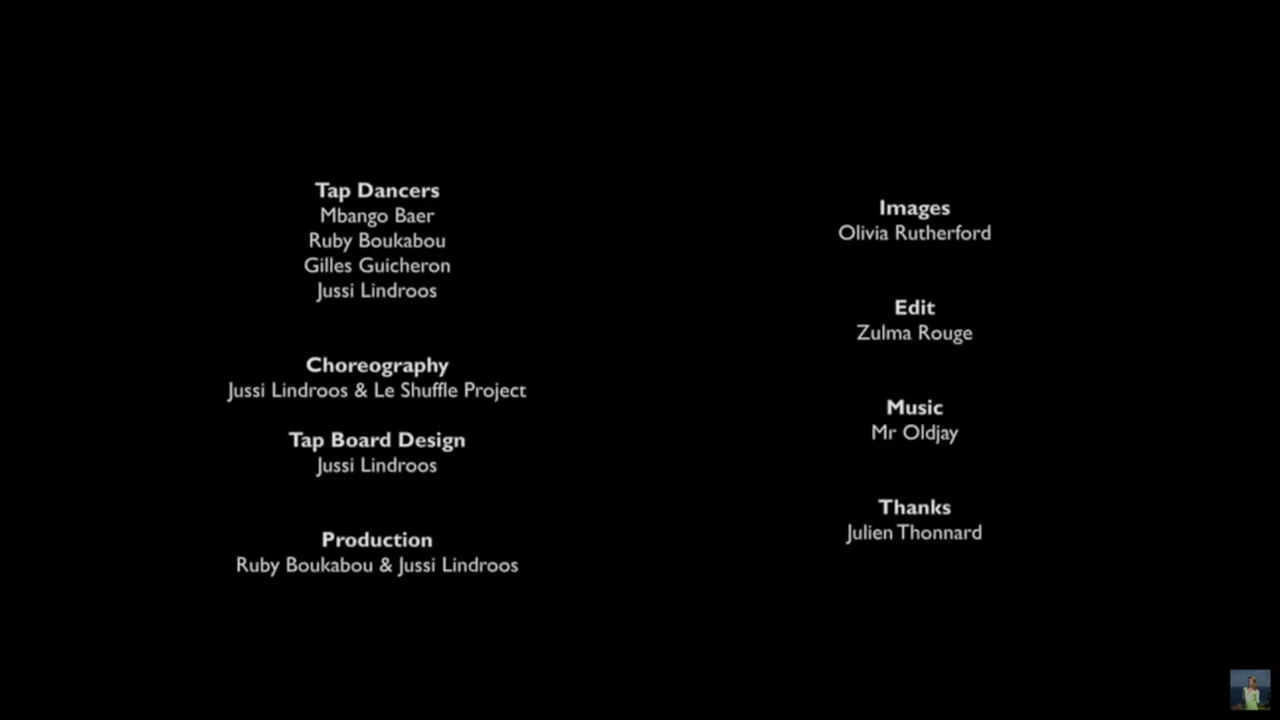 Tap Dancers
Mbango Baer
Ruby Boukabou
Gilles Guicheron
Jussi Lindroos
Choreography
Jussi Lindroos & Le Shuffle Project
Tap Board Design
Jussi Lindroos
Production
Ruby Boukabou & Jussi Lindroos
Images
Olivia Rutherford
Edit
Zulma Rouge
Music
Mr Oldjay
Thanks
Julien Thonnard